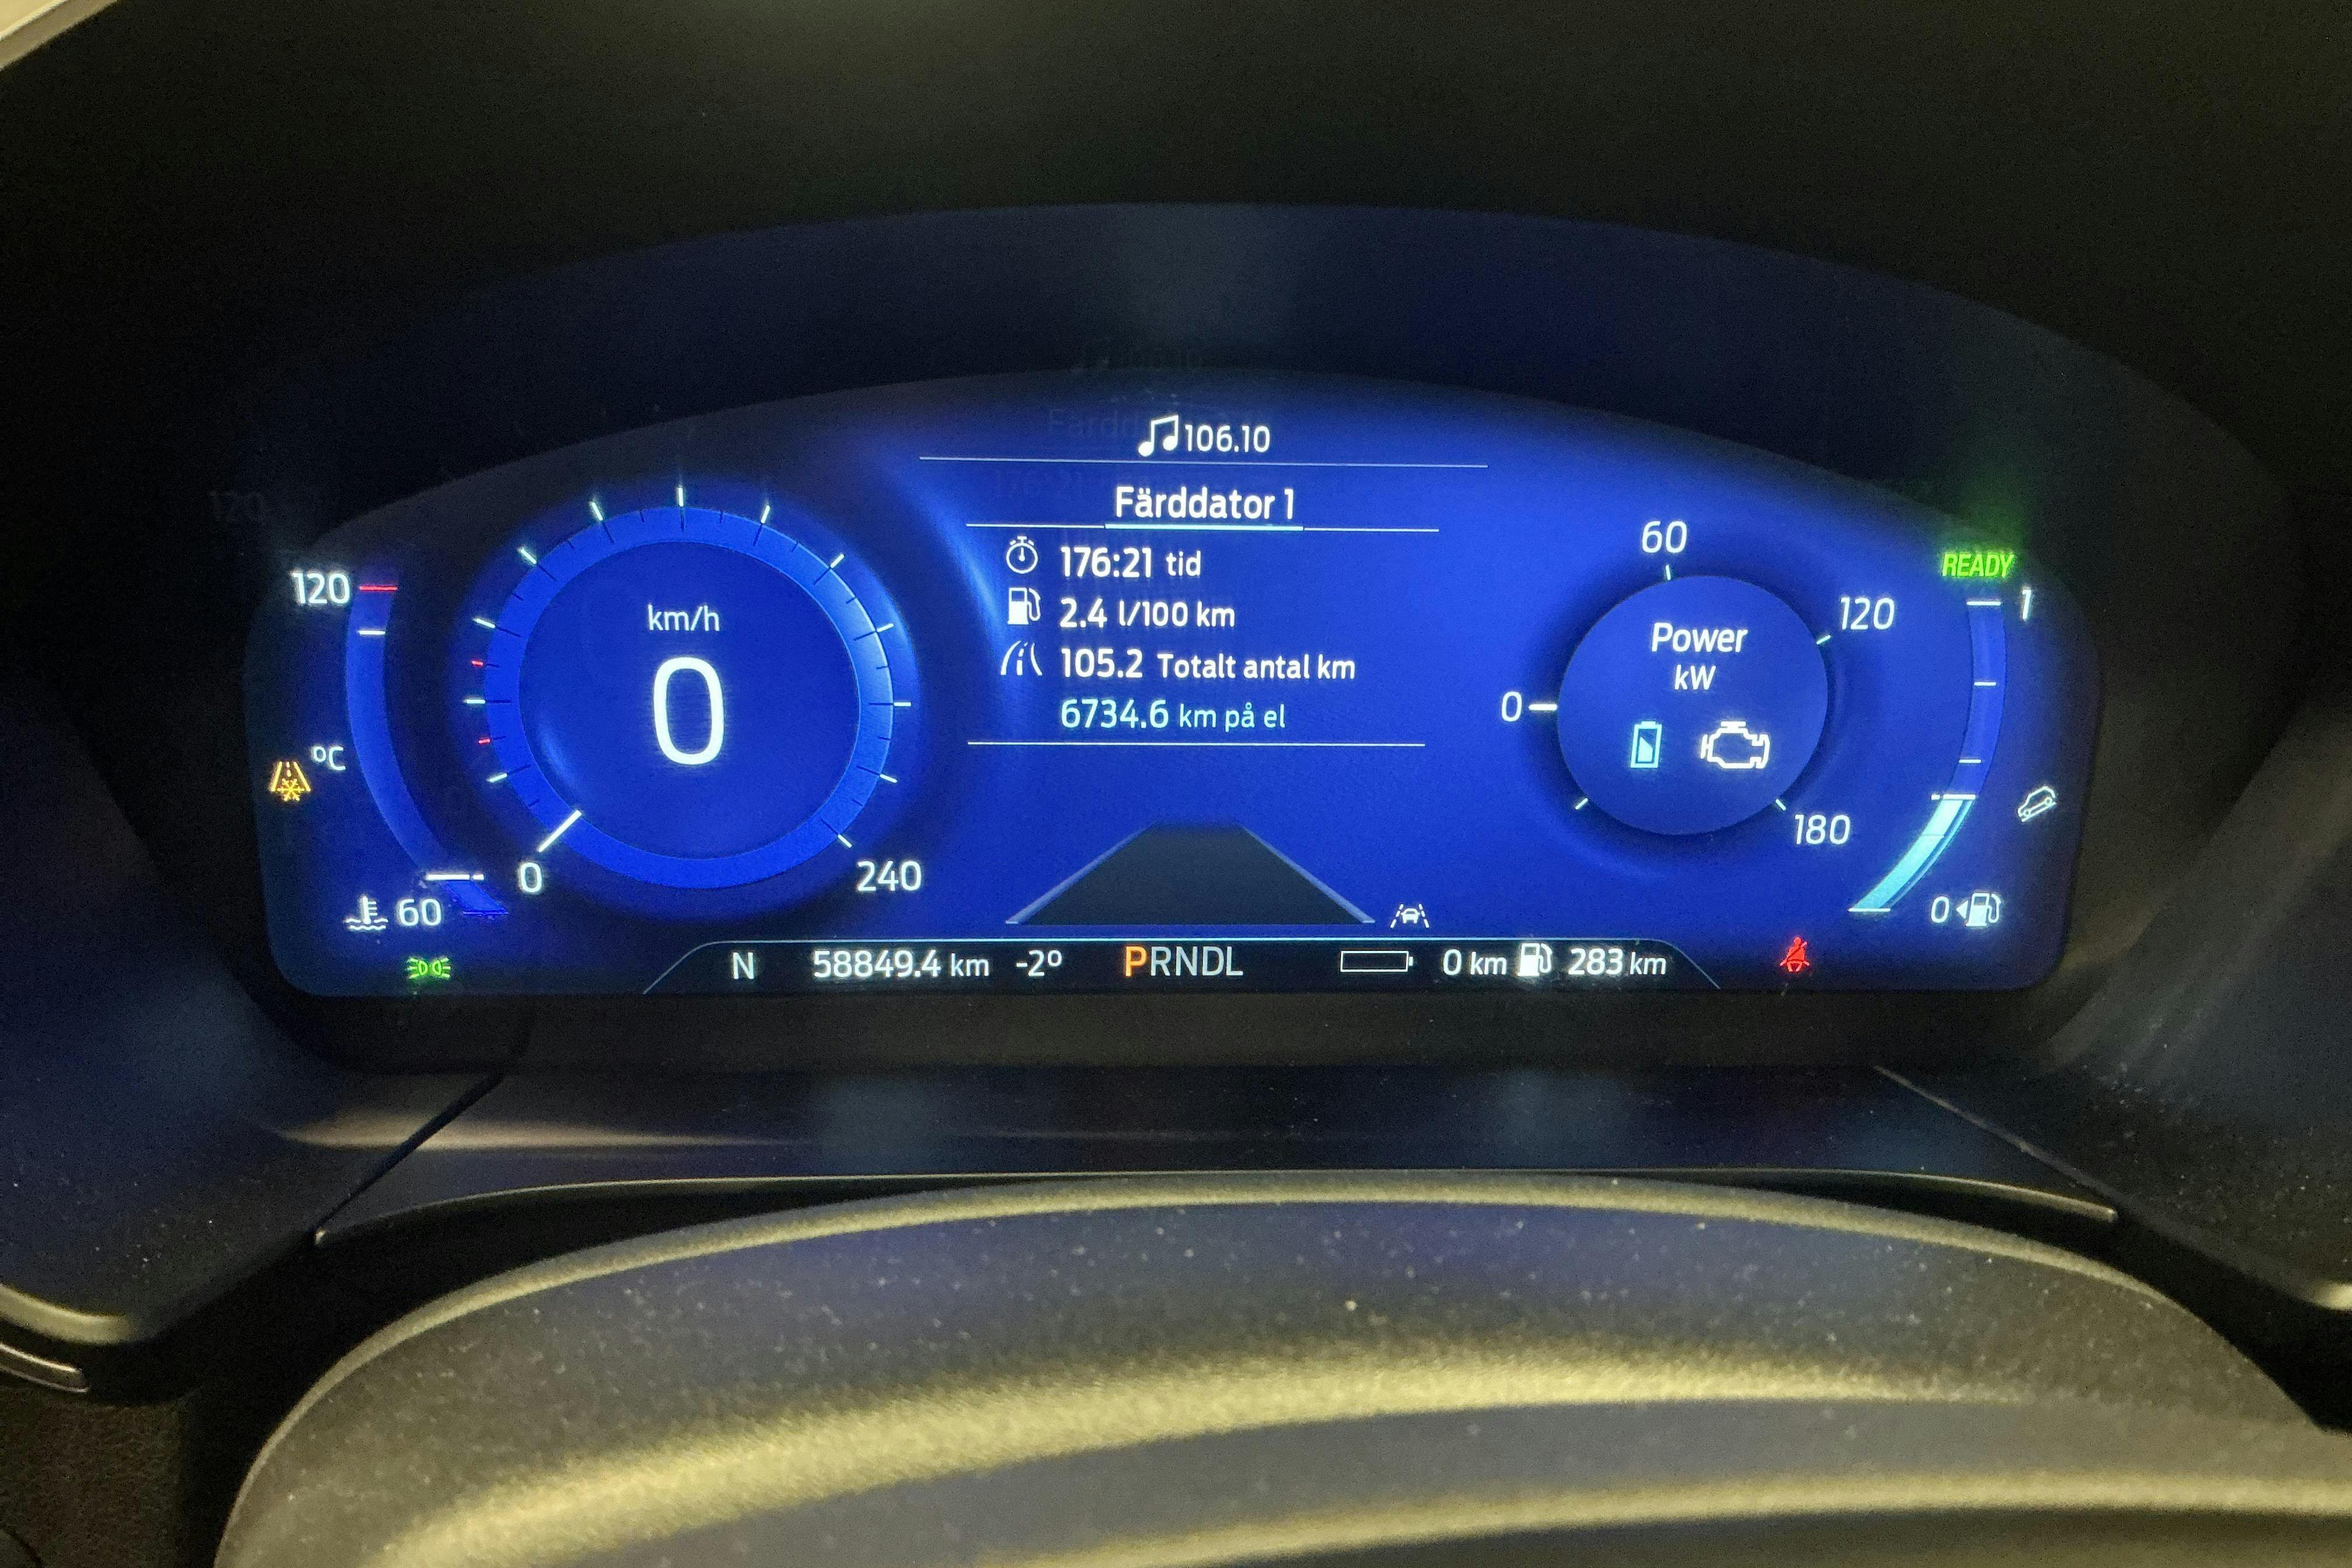 106.10
Färddator 1
176:21 tid
2.4 l/100 km
105.2 Totalt antal km
6734.6 km på el
120
°C
60
km/h
0
0
240
60
0
120
180
Power
kW
READY
1
0
N 58849.4 km -2° PRNDL 0 km 283 km